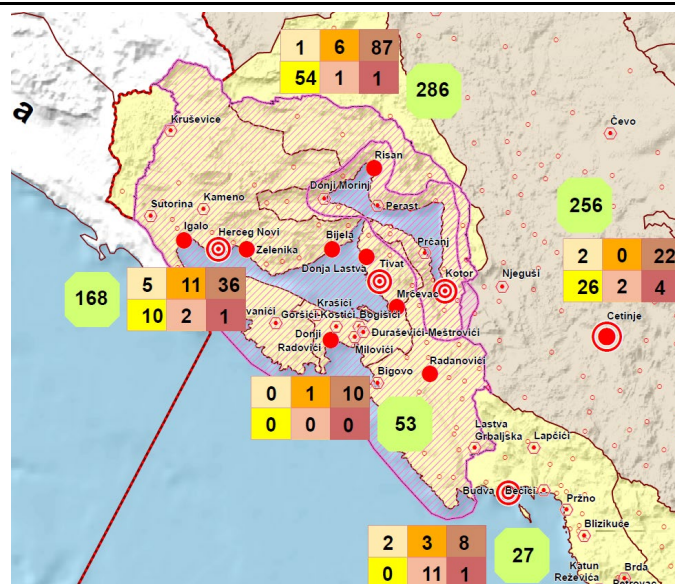 1 6 87
54 1 1
286
a
Kruševice
Čevo
Risan
Donji Morinj
Perast
Sutorina
Kameno
256
Igalo
Herceg Novi
Zelenika
Bijela
Prčanj
Donja Lastva
Tivat
Kotor
Njeguši
2 0 22
26 2 4
168
5 11 36
10 2 1
Mrčevac
Cetinje
Krašići
vanići
Goršići-Kostići
Bogišići
Đuraševići-Meštrovići
Donji
Radovići
Milovići
Radanovići
Bigovo
0 1 10
0 0 0
53
Lastva
Grbaljska
Lapčići
Budva
Bečići
Pržno
2 3 8
0 11 1
27
Blizikuće
Katun
Reževića
Brda
Petrovac